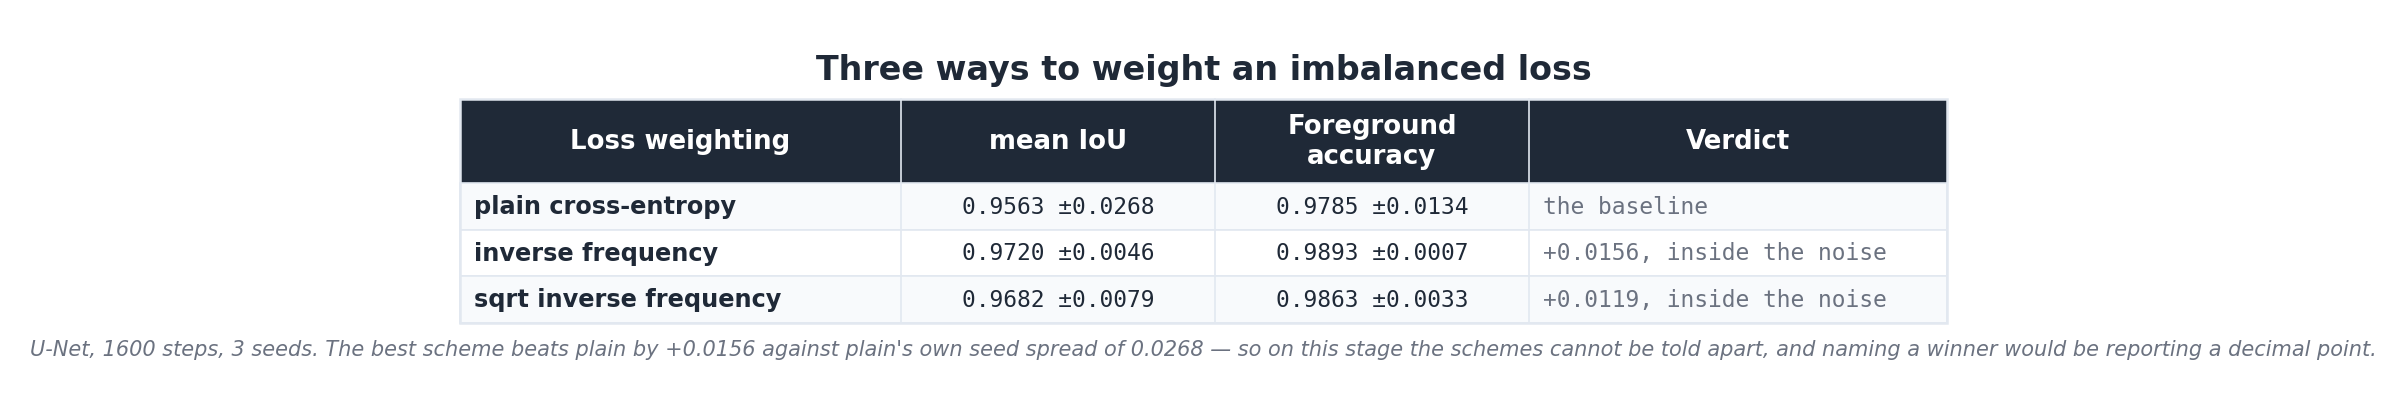 Three ways to weight an imbalanced loss
Loss weighting mean IoU Foreground accuracy Verdict
plain cross-entropy 0.9563 ±0.0268 0.9785 ±0.0134 the baseline
inverse frequency 0.9720 ±0.0046 0.9893 ±0.0007 +0.0156, inside the noise
sqrt inverse frequency 0.9682 ±0.0079 0.9863 ±0.0033 +0.0119, inside the noise
U-Net, 1600 steps, 3 seeds. The best scheme beats plain by +0.0156 against plain's own seed spread of 0.0268 — so on this stage the schemes cannot be told apart, and naming a winner would be reporting a decimal point.